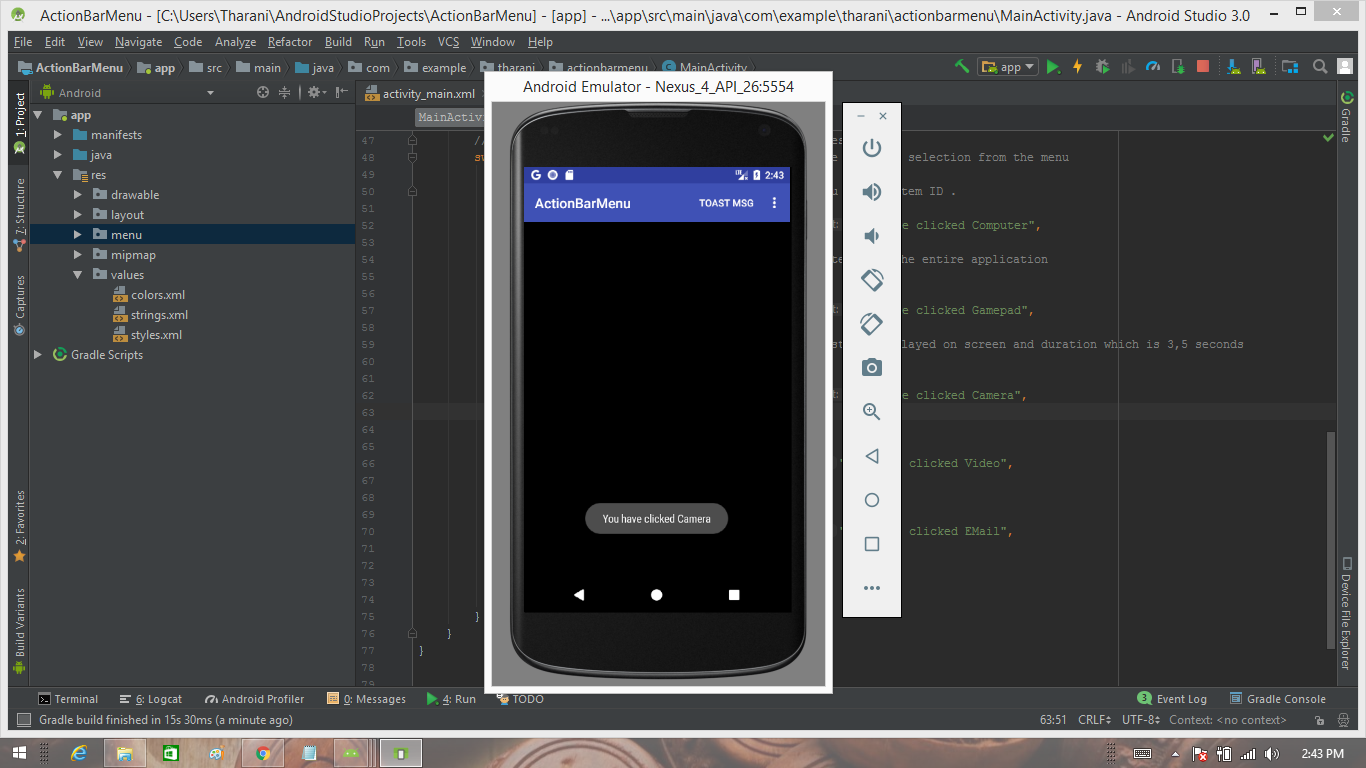 ActionBarMenu - [C:\Users\Tharani\AndroidStudioProjects\ActionBarMenu] - [app] - ...\app\src\main\java\com\example\tharani\actionbarmenu\MainActivity.java - Android Studio 3.0
File Edit View Navigate Code Analyze Refactor Build Run Tools VCS Window Help
ActionBarMenu app src main java com example tharani actionbarmenu MainActivity app
Android
activity_main.xml
Android Emulator - Nexus_4_API_26:5554
1: Project
7: Structure
Captures
2: Favorites
Build Variants
app
manifests
java
res
drawable
layout
menu
mipmap
values
colors.xml
strings.xml
styles.xml
Gradle Scripts
MainActivi
47 //
48 selection from the menu
49
50 tem ID .
51
52 e clicked Computer",
53
54 he entire application
55
56
57 e clicked Gamepad",
58
59 layed on screen and duration which is 3,5 seconds
60
61
62 e clicked Camera",
63
64
65
66 clicked Video",
67
68
69
70 clicked EMail",
71
72
73
74
75 }
76 }
77 }
78
79
G 2:43
ActionBarMenu TOAST MSG
You have clicked Camera
Gradle
Device File Explorer
Terminal 6: Logcat Android Profiler 0: Messages 4: Run TODO 3 Event Log Gradle Console
Gradle build finished in 15s 30ms (a minute ago) 63:51 CRLF UTF-8 Context: <no context>
2:43 PM